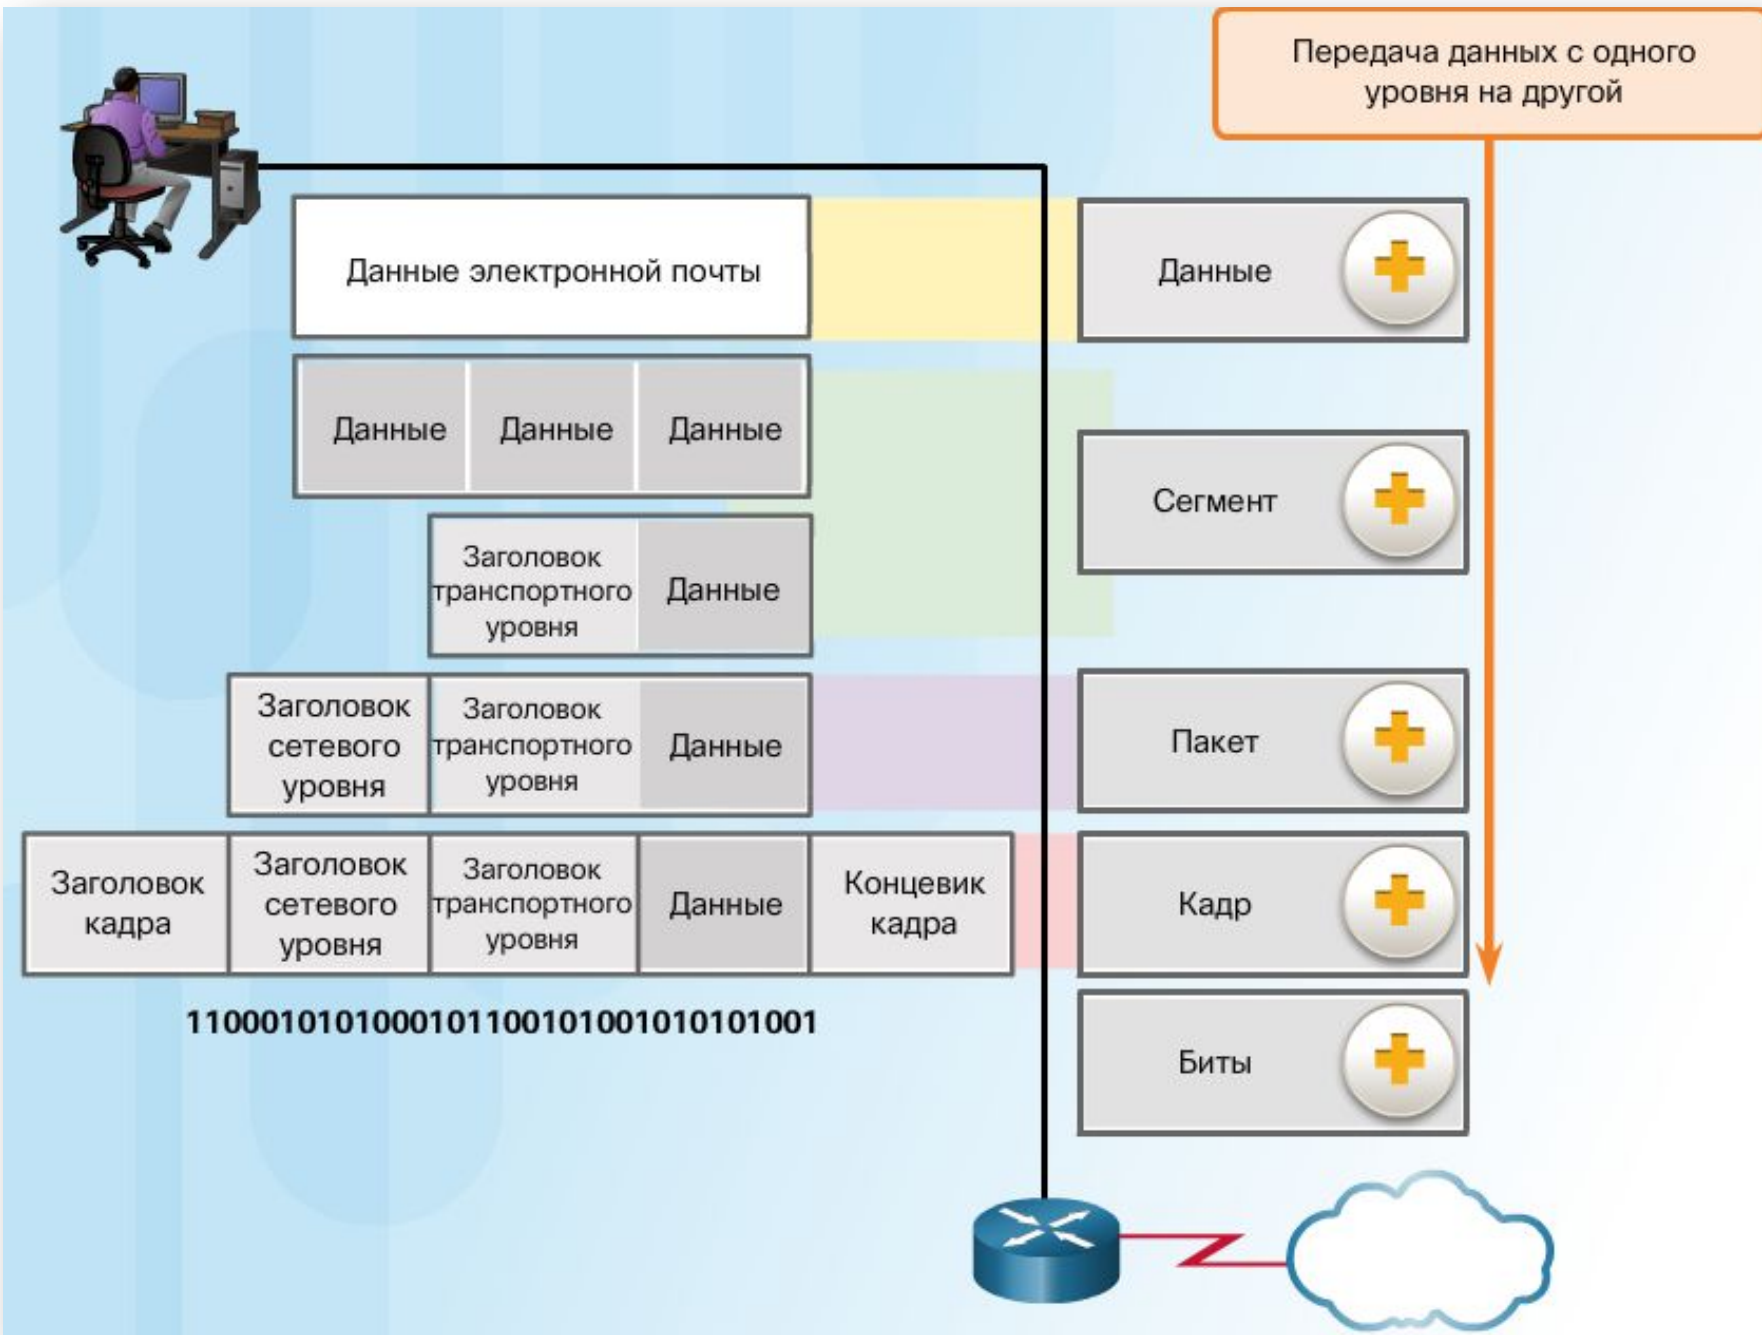 Передача данных с одного
уровня на другой
Данные электронной почты
Данные
Данные
Данные
Данные
Сегмент
Заголовок
транспортного
уровня
Данные
Заголовок
сетевого
уровня
Заголовок
транспортного
уровня
Данные
Пакет
Заголовок
кадра
Заголовок
сетевого
уровня
Заголовок
транспортного
уровня
Данные
Концевик
кадра
Кадр
1100010101000101100101001010101001
Биты